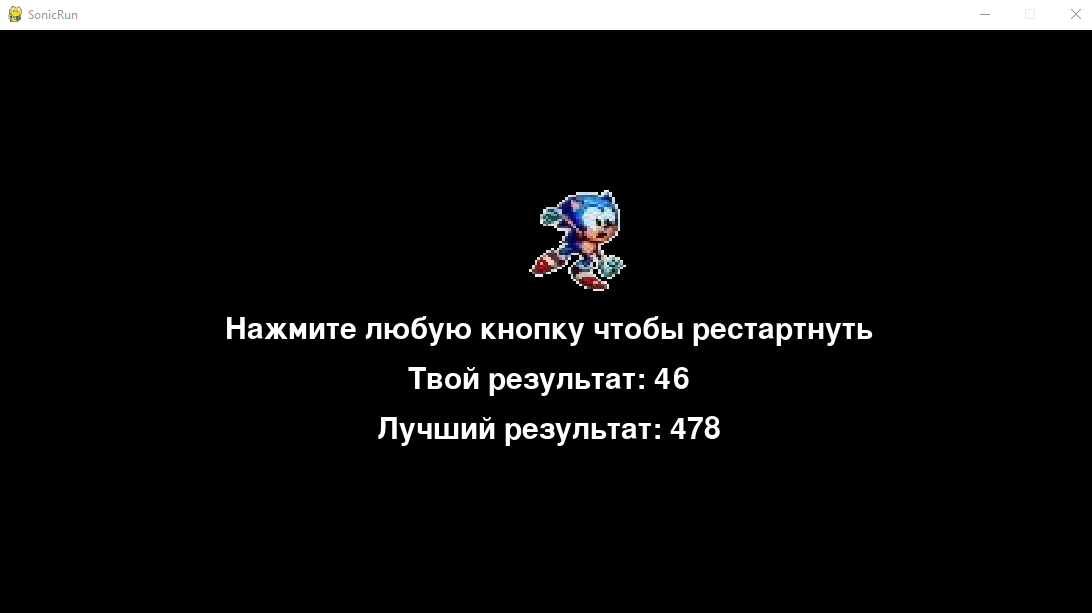 SonicRun
Нажмите любую кнопку чтобы рестартнуть
Твой результат: 46
Лучший результат: 478